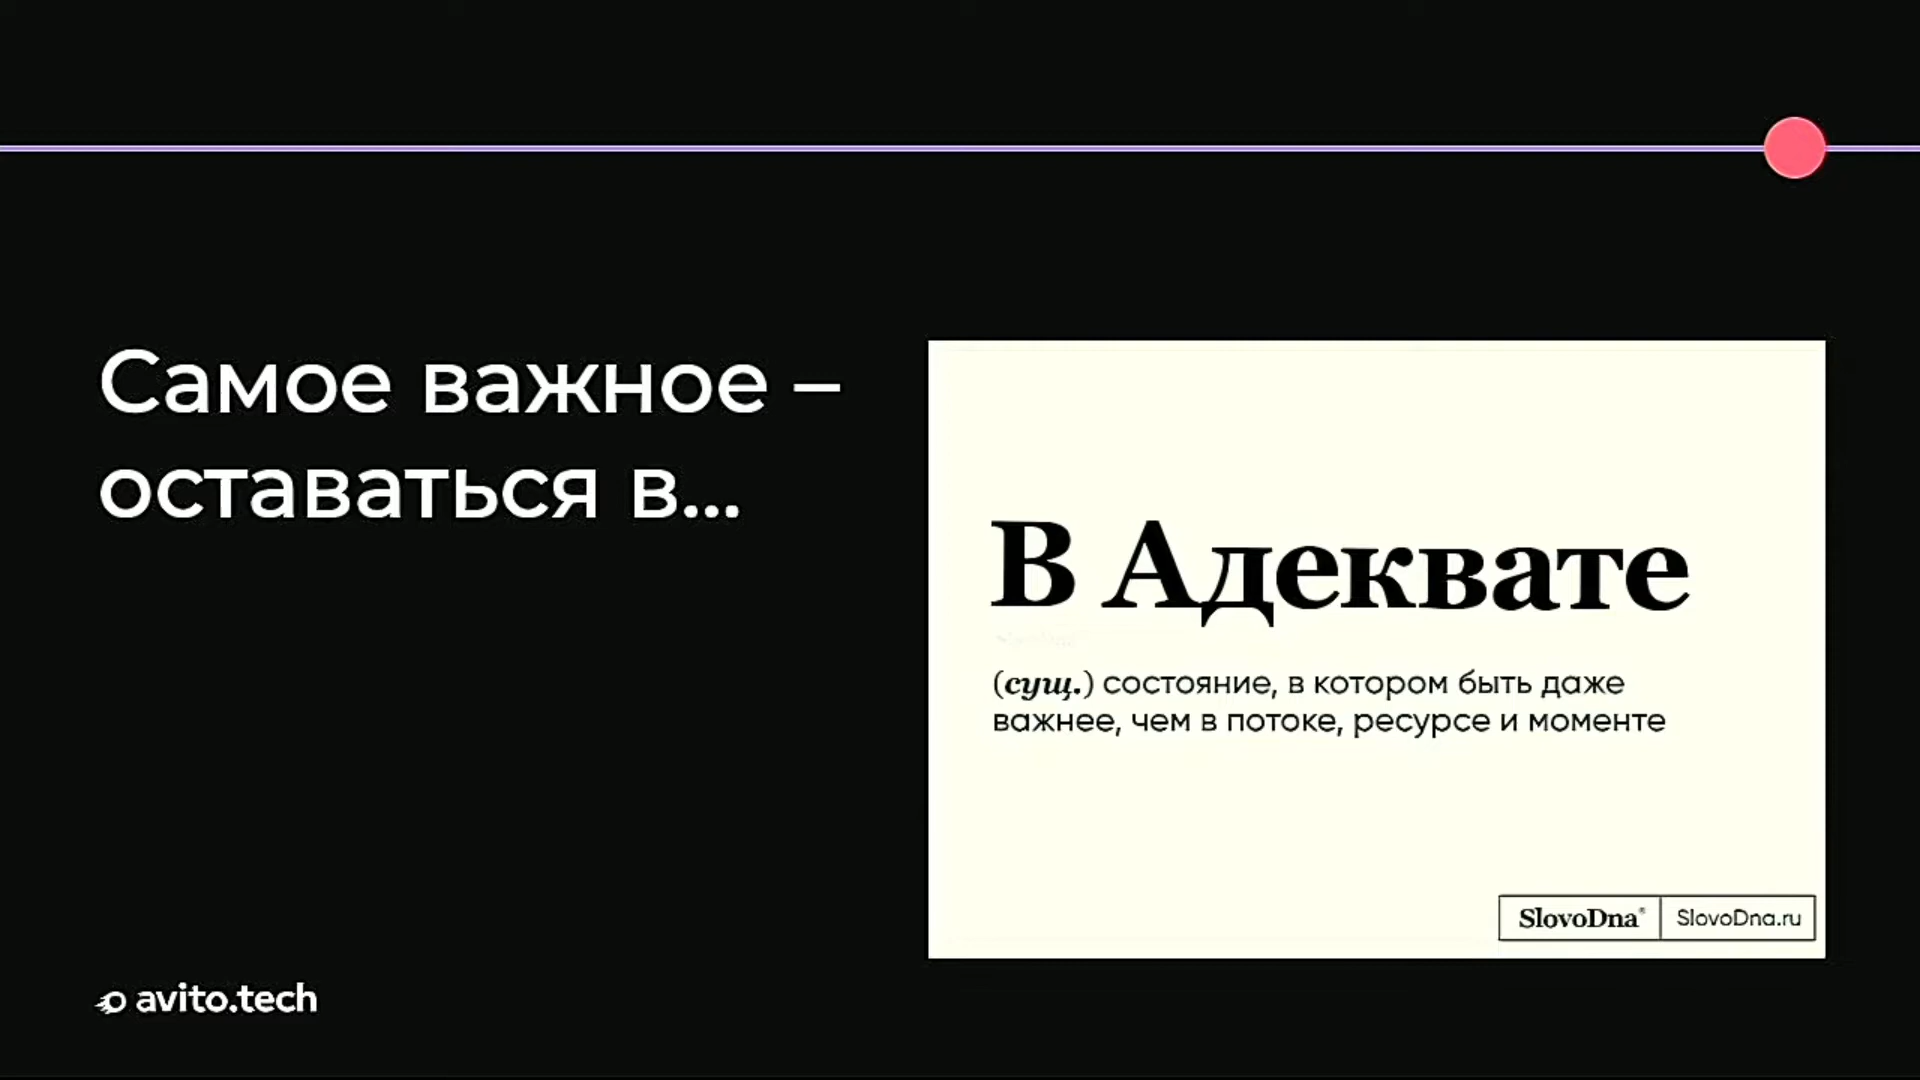 Самое важное –
оставаться в...
В Адеквате
(сущ.) состояние, в котором быть даже
важнее, чем в потоке, ресурсе и моменте
SlovoDna® SlovoDna.ru
avito.tech